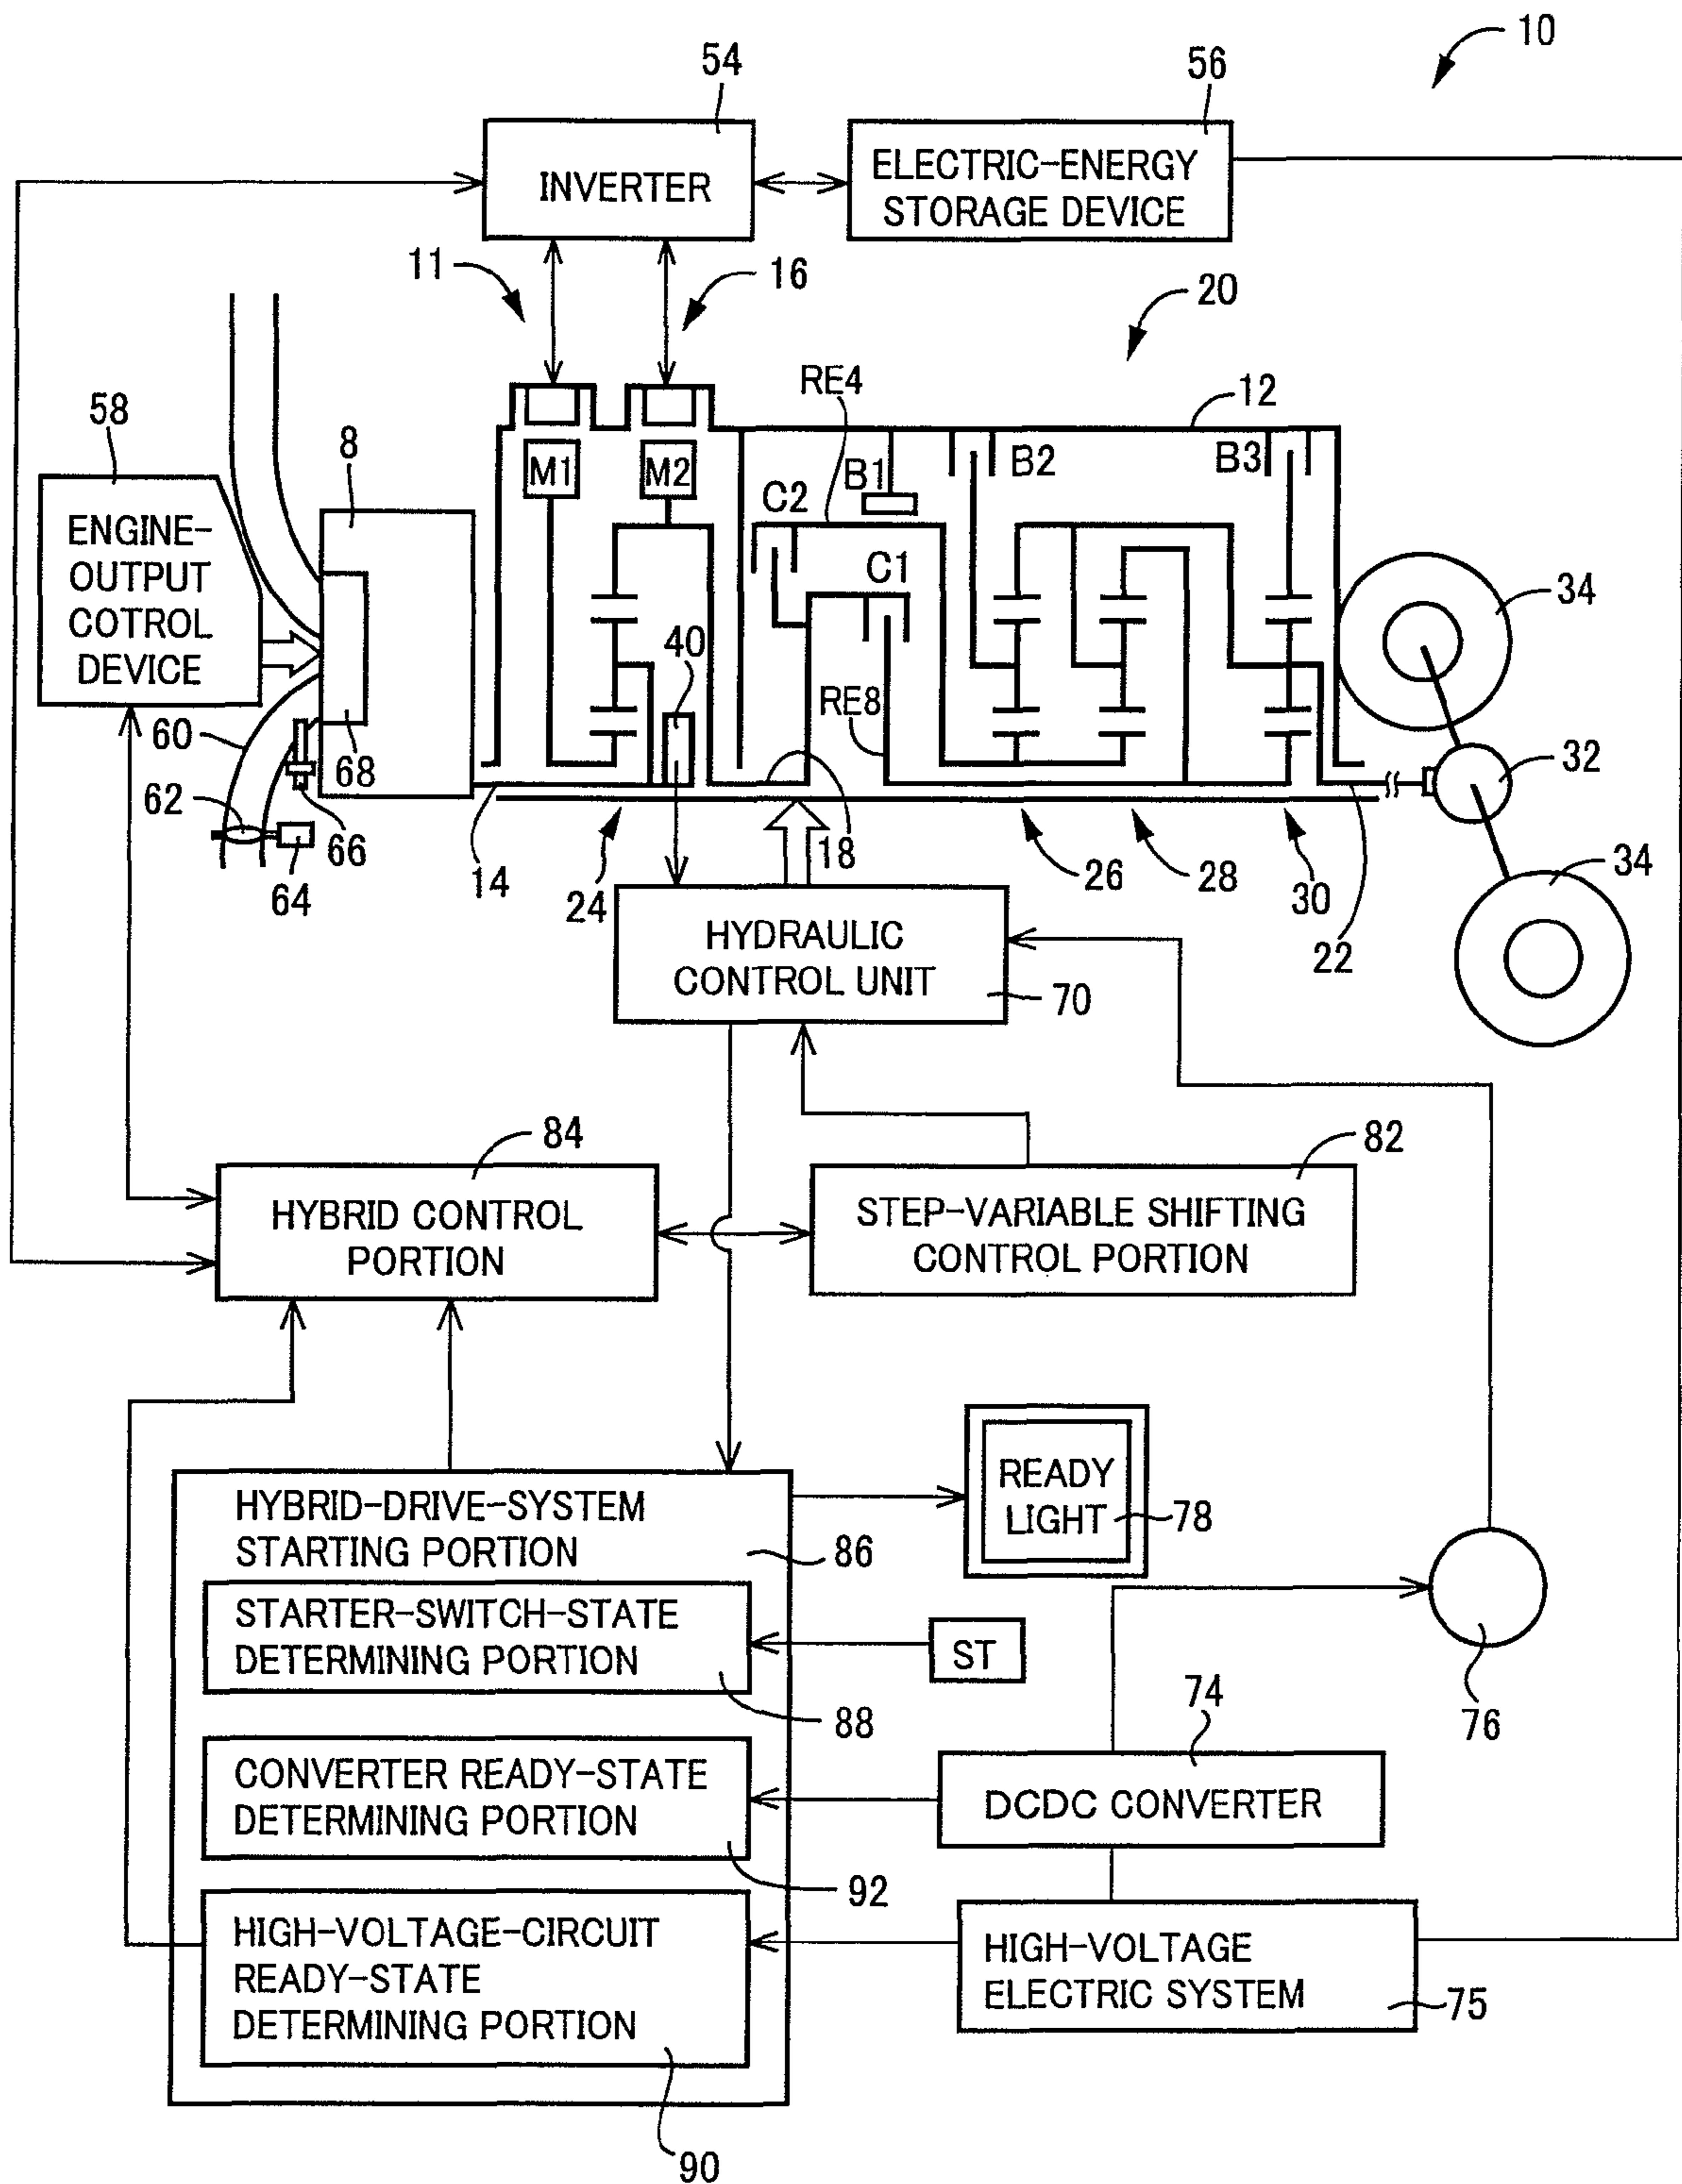 10
54
56
INVERTER
ELECTRIC-ENERGY
STORAGE DEVICE
11
16
20
58
8
RE4
12
M1
M2
C2
B1
B2
B3
ENGINE-
OUTPUT
COTROL
DEVICE
C1
34
40
RE8
60
68
32
62
66
64
14
24
18
26
28
30
22
34
HYDRAULIC
CONTROL UNIT
70
84
82
HYBRID CONTROL
PORTION
STEP-VARIABLE SHIFTING
CONTROL PORTION
HYBRID-DRIVE-SYSTEM
STARTING PORTION
86
READY
LIGHT
78
STARTER-SWITCH-STATE
DETERMINING PORTION
88
ST
76
74
CONVERTER READY-STATE
DETERMINING PORTION
92
DCDC CONVERTER
HIGH-VOLTAGE-CIRCUIT
READY-STATE
DETERMINING PORTION
90
HIGH-VOLTAGE
ELECTRIC SYSTEM
75